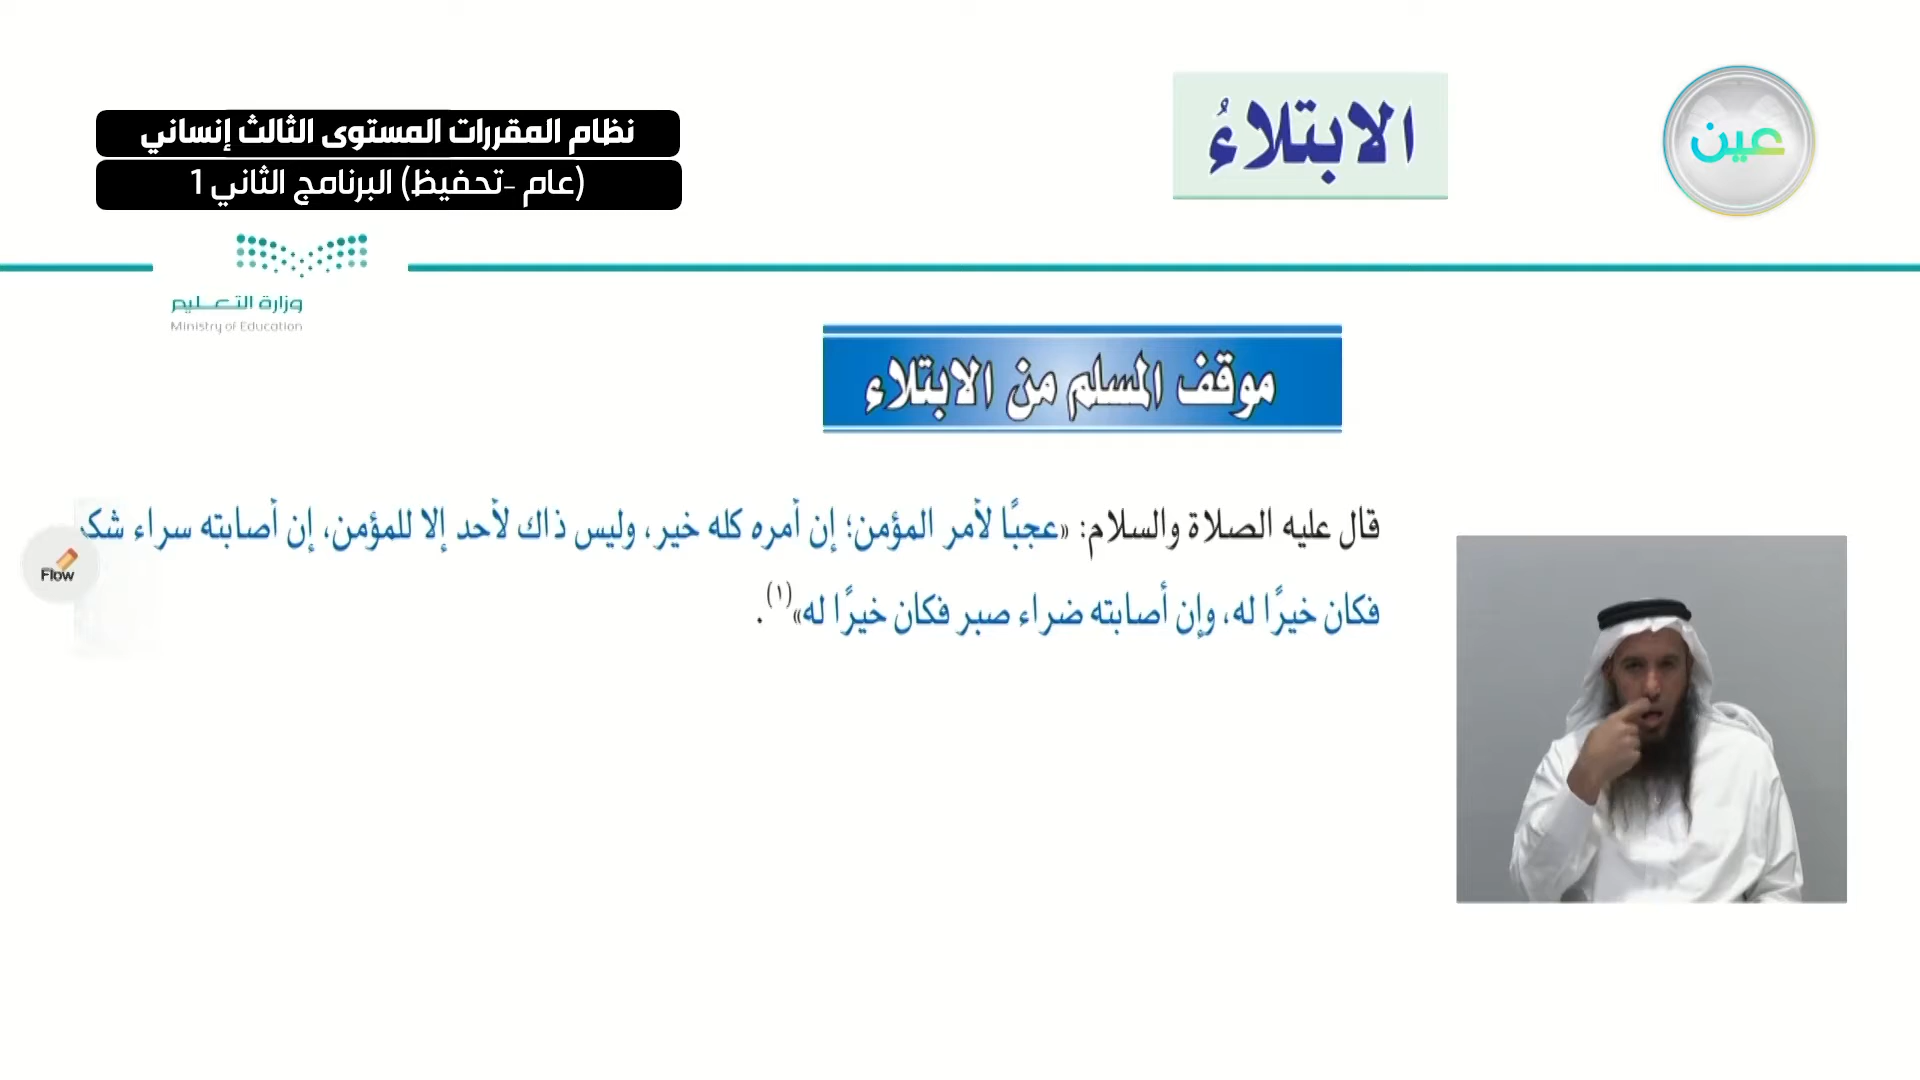 نظام المقررات المستوى الثالث إنساني
(عام -تحفيظ) البرنامج الثاني 1
الابتلاءُ
عين
وزارة التعليم
Ministry of Education
موقف المسلم من الابتلاء
قال عليه الصلاة والسلام: «عجبًا لأمر المؤمن؛ إن أمره كله خير، وليس ذاك لأحد إلا للمؤمن، إن أصابته سراء شك
فكان خيرًا له، وإن أصابته ضراء صبر فكان خيرًا له»(١).
Flow